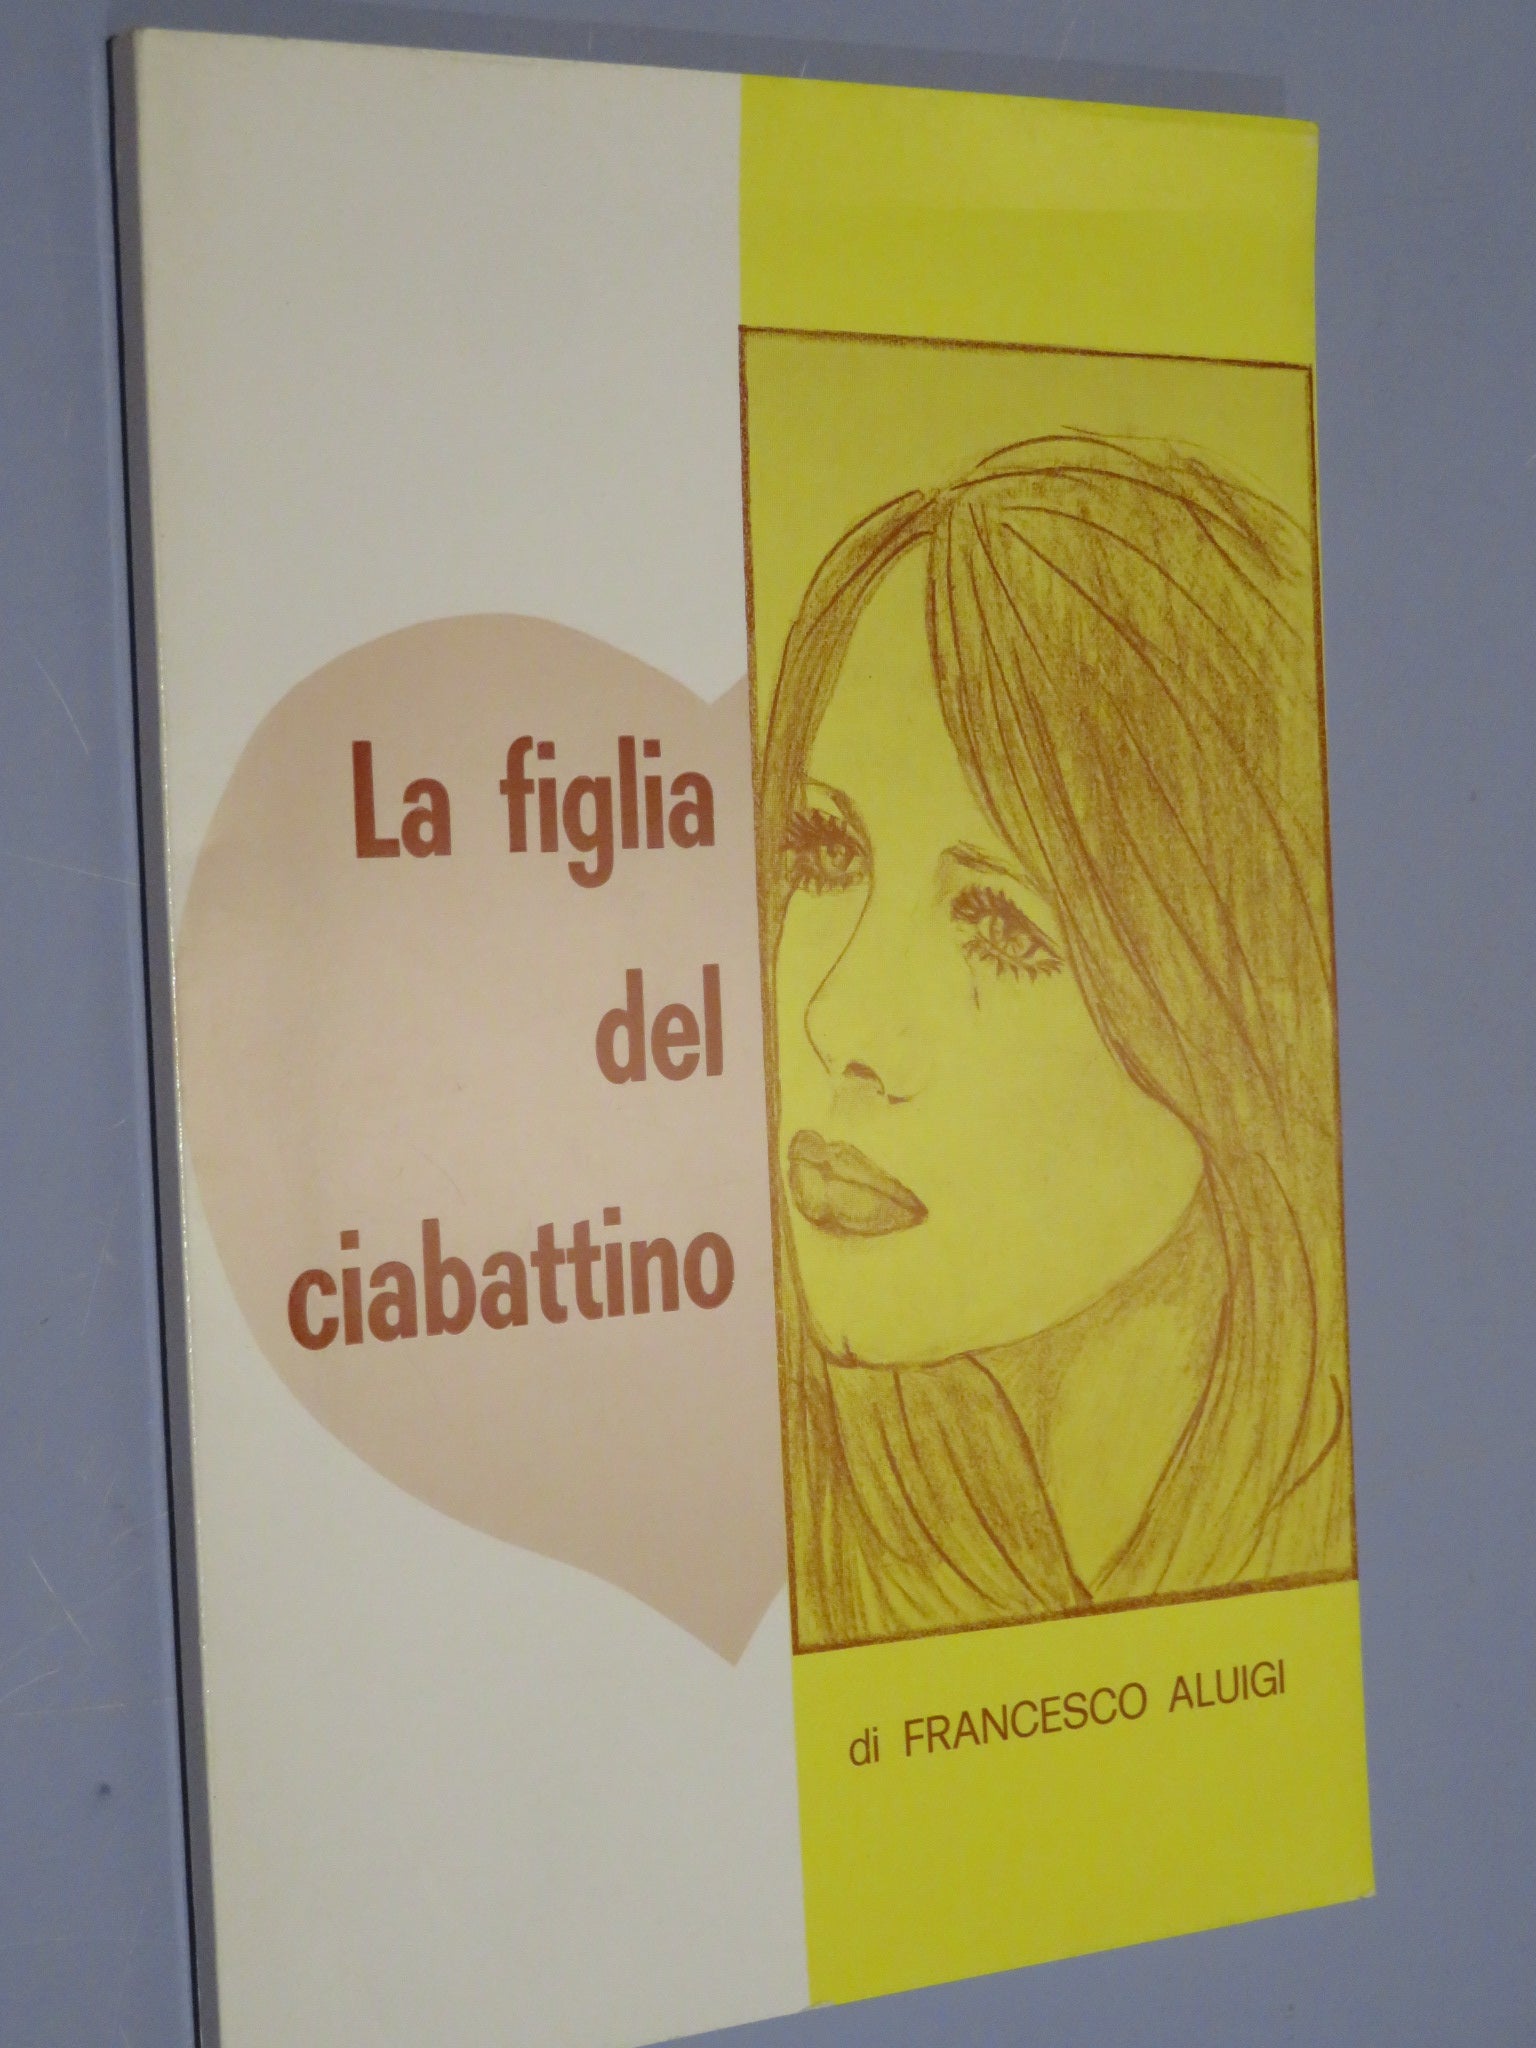 La figlia
del
ciabattino
di FRANCESCO ALUIGI